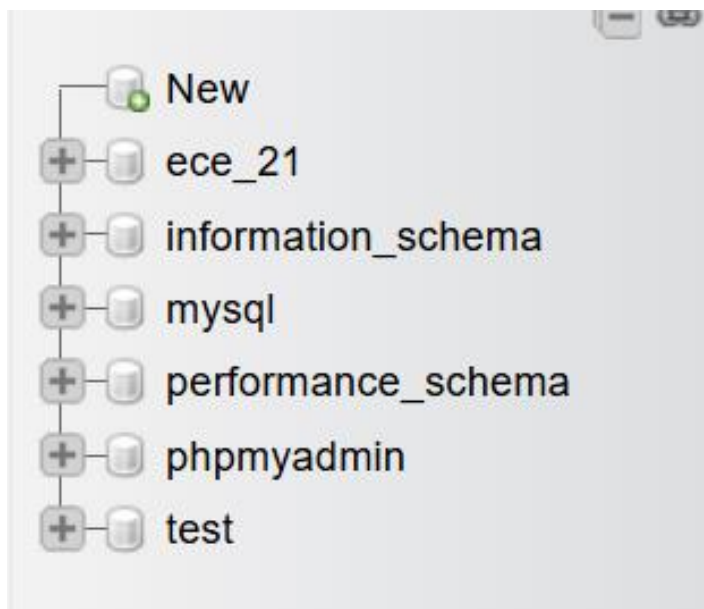 New
ece_21
information_schema
mysql
performance_schema
phpmyadmin
test